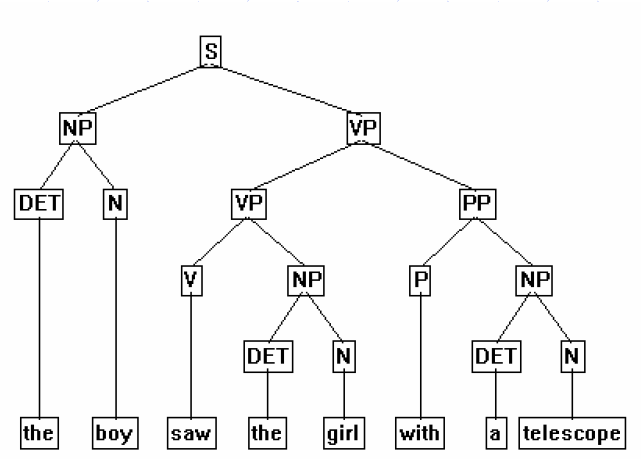 S
NP VP
DET N VP PP
V NP P NP
DET N DET N
the boy saw the girl with a telescope